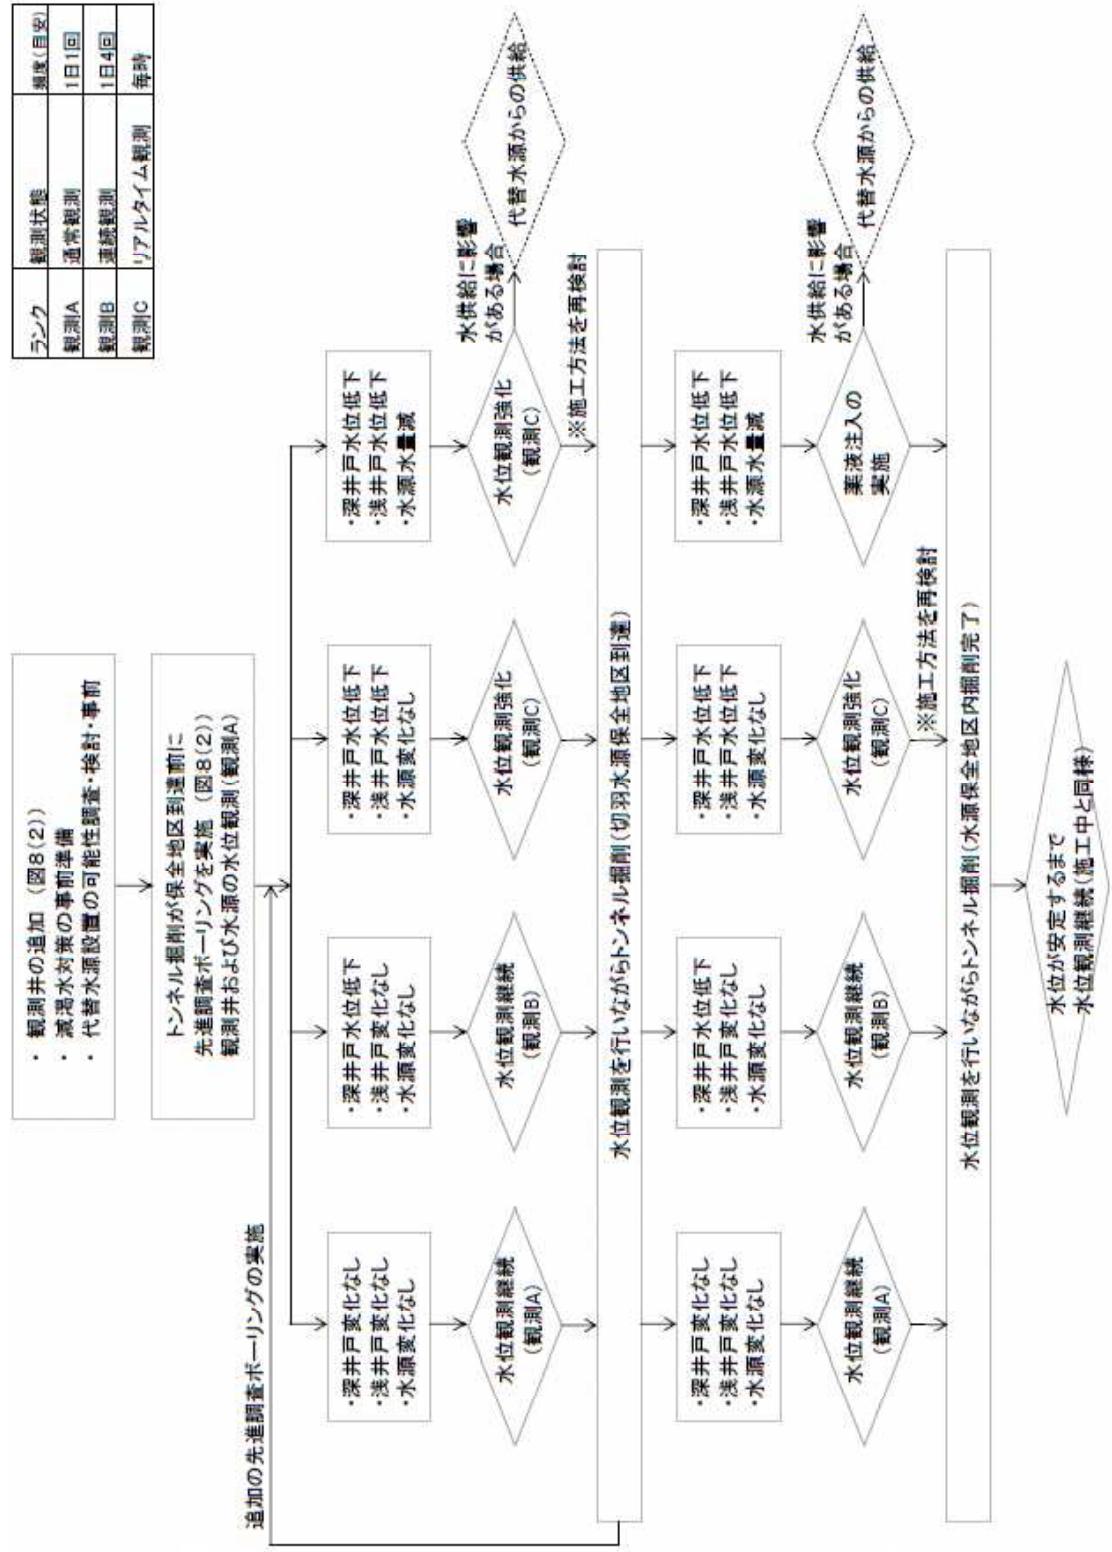 ランク 観測状態 頻度(目安)
観測A 通常観測 1日1回
観測B 連続観測 1日4回
観測C リアルタイム観測 毎時
・ 観測井の追加 (図8(2))
・ 減渇水対策の事前準備
・ 代替水源設置の可能性調査・検討・事前
トンネル掘削が保全地区到達前に
先進調査ボーリングを実施 (図8(2))
観測井および水源の水位観測(観測A)
追加の先進調査ボーリングの実施
・深井戸変化なし
・浅井戸変化なし
・水源変化なし
・深井戸水位低下
・浅井戸変化なし
・水源変化なし
・深井戸水位低下
・浅井戸水位低下
・水源変化なし
・深井戸水位低下
・浅井戸水位低下
・水源水量減
水位観測継続
(観測A)
水位観測継続
(観測B)
水位観測強化
(観測C)
水位観測強化
(観測C)
水供給に影響
がある場合
代替水源からの供給
※施工方法を再検討
水位観測を行いながらトンネル掘削(切羽水源保全地区到達)
・深井戸変化なし
・浅井戸変化なし
・水源変化なし
・深井戸水位低下
・浅井戸変化なし
・水源変化なし
・深井戸水位低下
・浅井戸水位低下
・水源変化なし
・深井戸水位低下
・浅井戸水位低下
・水源水量減
水位観測継続
(観測A)
水位観測継続
(観測B)
水位観測強化
(観測C)
薬液注入の
実施
水供給に影響
がある場合
代替水源からの供給
※施工方法を再検討
水位観測を行いながらトンネル掘削(水源保全地区内掘削完了)
水位が安定するまで
水位観測継続(施工中と同様)